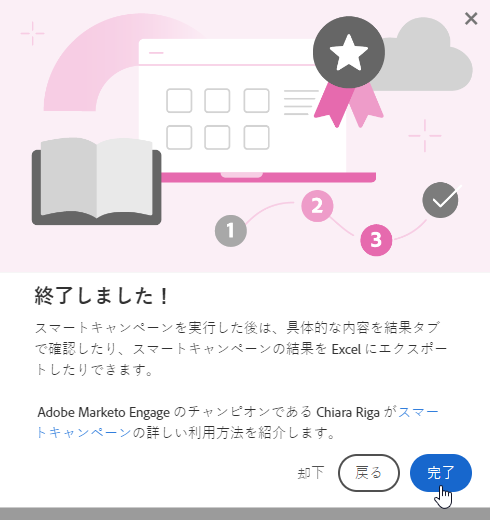 1
2
3
終了しました！
スマートキャンペーンを実行した後は、具体的な内容を結果タブ
で確認したり、スマートキャンペーンの結果を Excel にエクスポー
トしたりできます。
Adobe Marketo Engage のチャンピオンである Chiara Riga がスマー
トキャンペーンの詳しい利用方法を紹介します。
却下 戻る 完了